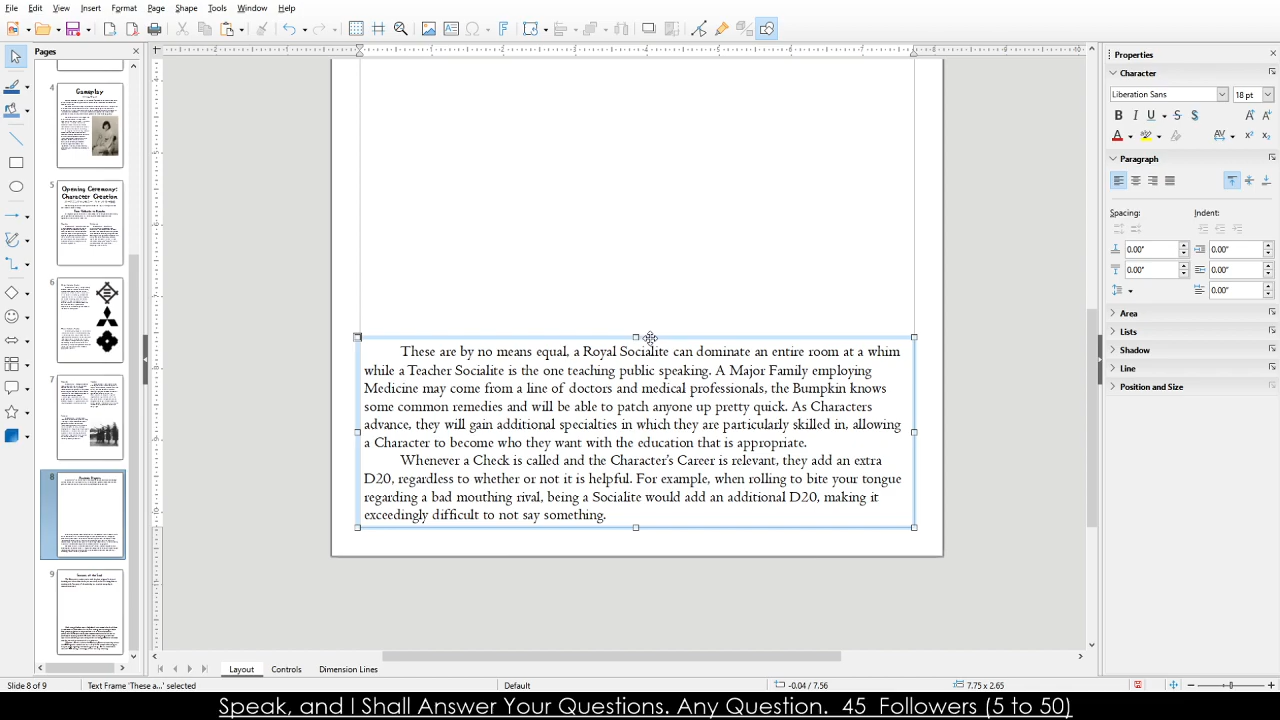 File Edit View Insert Format Page Shape Tools Window Help
Pages
4
Gameplay
5
Opening Ceremony:
Character Creation
6
7
8
9
These are by no means equal, a Royal Socialite can dominate an entire room at a whim
while a Teacher Socialite is the one teaching public speaking. A Major Family employing
Medicine may come from a line of doctors and medical professionals, the Bumpkin knows
some common remedies and will be able to patch anyone up pretty quick. As Characters
advance, they will gain additional specialties in which they are particularly skilled in, allowing
a Character to become who they want with the education that is appropriate.
Whenever a Check is called and the Character's Career is relevant, they add an extra
D20, regardless to whether or not it is helpful. For example, when rolling to bite your tongue
regarding a bad mouthing rival, being a Socialite would add an additional D20, making it
exceedingly difficult to not say something.
Properties
Character
Liberation Sans 18 pt
Paragraph
Spacing: Indent:
0.00" 0.00"
0.00" 0.00"
0.00"
Area
Lists
Shadow
Line
Position and Size
Layout Controls Dimension Lines
Slide 8 of 9 Text Frame 'These a...' selected Default -0.04 / 7.56 7.75 x 2.65
Speak, and I Shall Answer Your Questions. Any Question. 45 Followers (5 to 50)